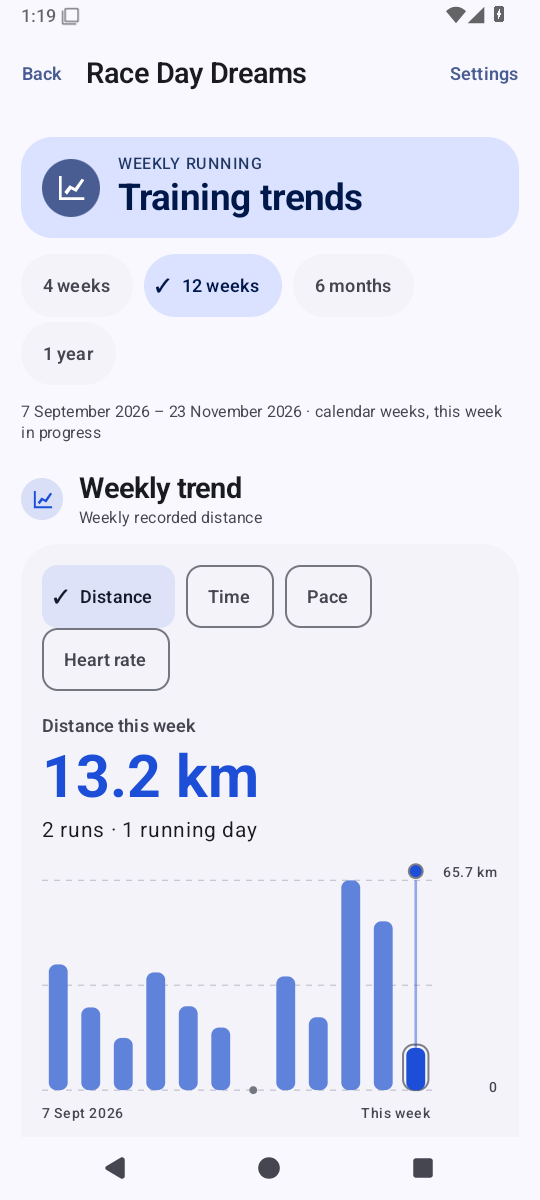 1:19
Back
Race Day Dreams
Settings
WEEKLY RUNNING
Training trends
4 weeks
✓ 12 weeks
6 months
1 year
7 September 2026 – 23 November 2026 · calendar weeks, this week
in progress
Weekly trend
Weekly recorded distance
✓ Distance
Time
Pace
Heart rate
Distance this week
13.2 km
2 runs · 1 running day
65.7 km
0
7 Sept 2026
This week